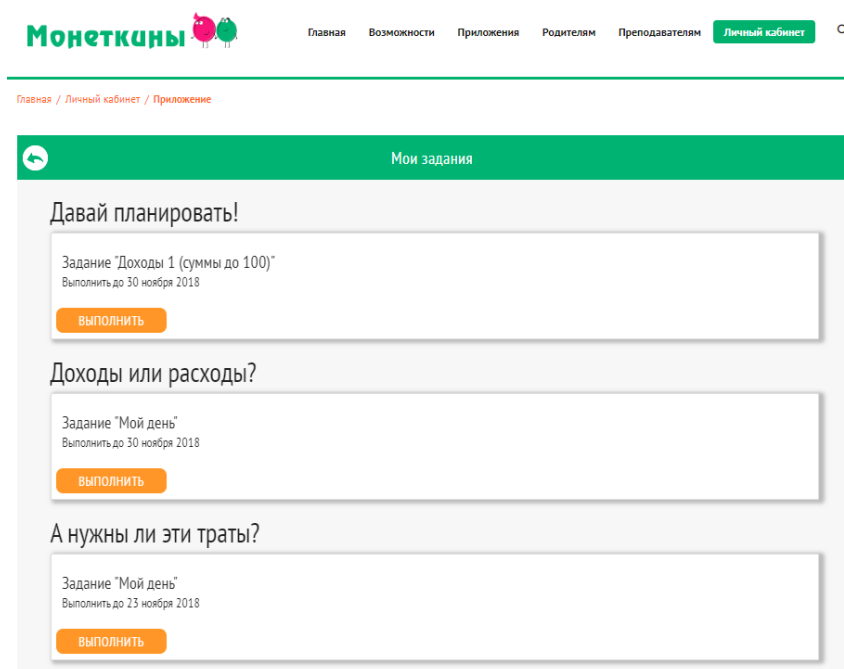 Монеткины
Главная Возможности Приложения Родителям Преподавателям Личный кабинет
Главная / Личный кабинет / Приложение
Мои задания
Давай планировать!
Задание "Доходы 1 (суммы до 100)"
Выполнить до 30 ноября 2018
ВЫПОЛНИТЬ
Доходы или расходы?
Задание "Мой день"
Выполнить до 30 ноября 2018
ВЫПОЛНИТЬ
А нужны ли эти траты?
Задание "Мой день"
Выполнить до 23 ноября 2018
ВЫПОЛНИТЬ